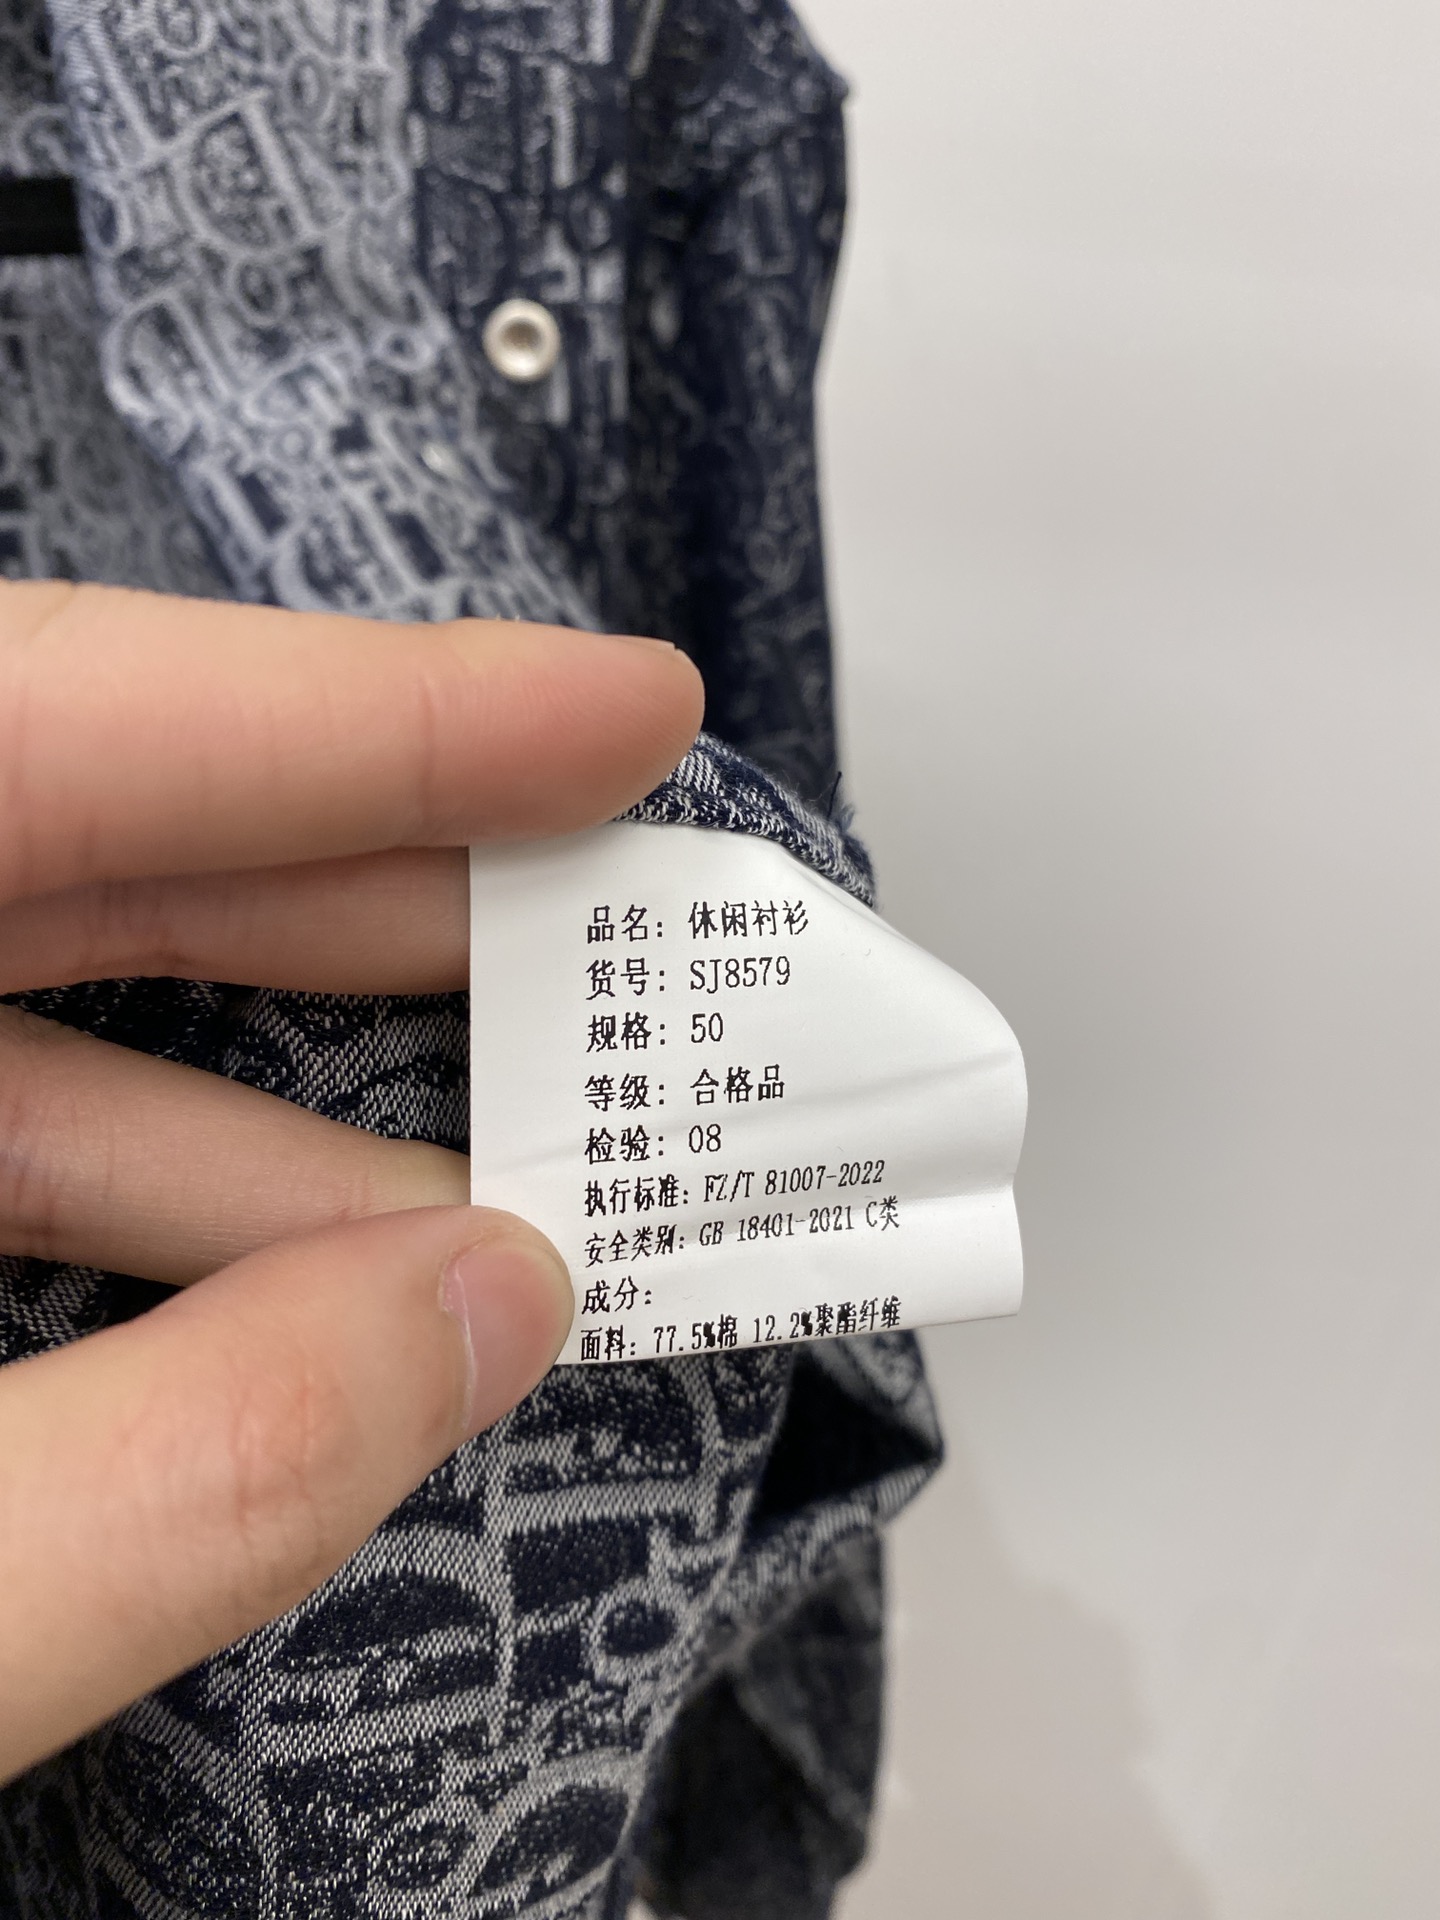 品名: 休闲衬衫
货号: SJ8579
规格: 50
等级: 合格品
检验: 08
执行标准: FZ/T 81007-2022
安全类别: GB 18401-2021 C类
成分:
面料: 77.5%棉 12.2%聚酯纤维